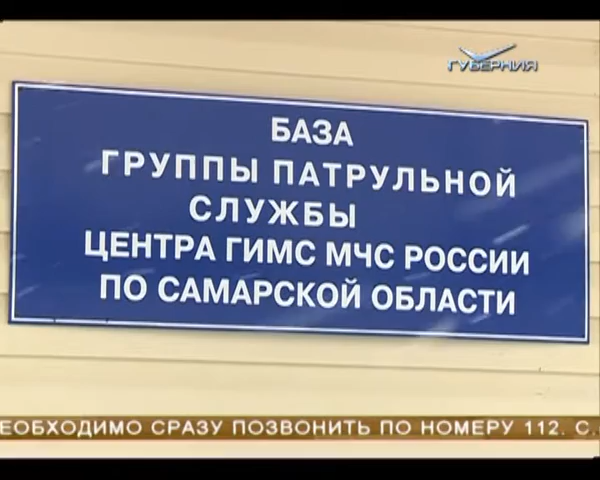 ГУБЕРНИЯ
БАЗА
ГРУППЫ ПАТРУЛЬНОЙ
СЛУЖБЫ
ЦЕНТРА ГИМС МЧС РОССИИ
ПО САМАРСКОЙ ОБЛАСТИ
ЕОБХОДИМО СРАЗУ ПОЗВОНИТЬ ПО НОМЕРУ 112. С